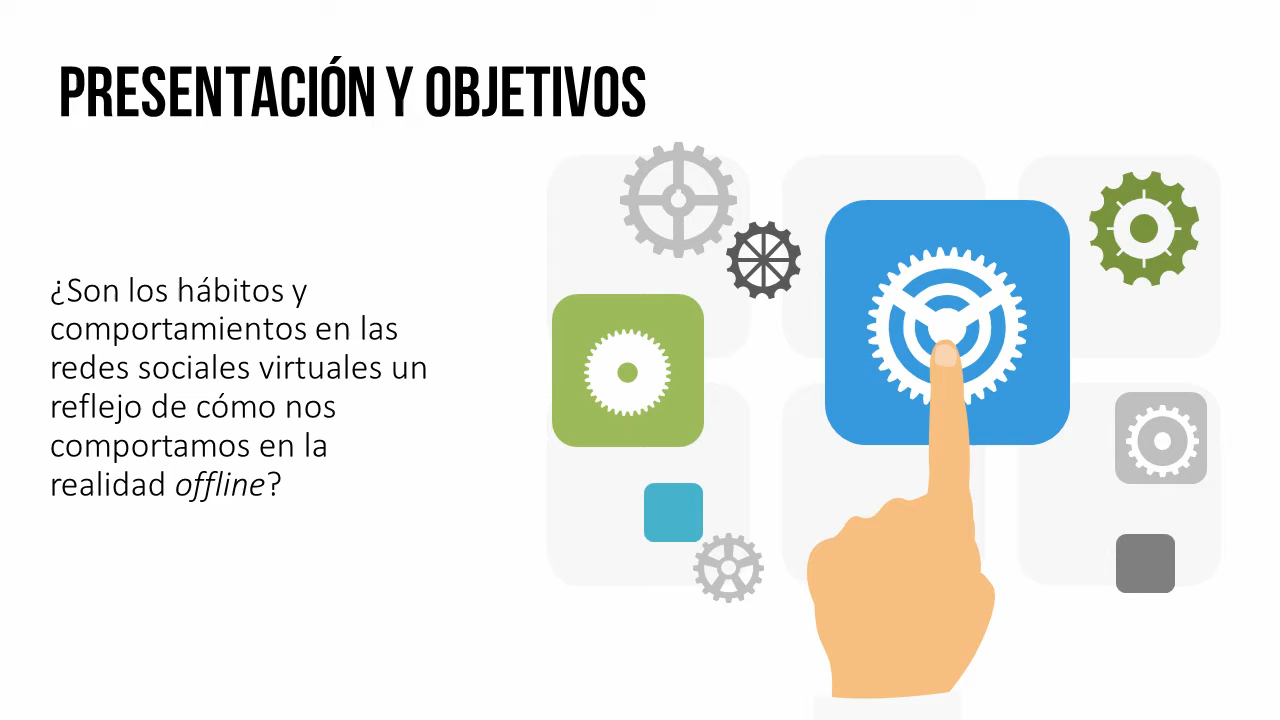 PRESENTACIÓN Y OBJETIVOS
¿Son los hábitos y
comportamientos en las
redes sociales virtuales un
reflejo de cómo nos
comportamos en la
realidad offline?